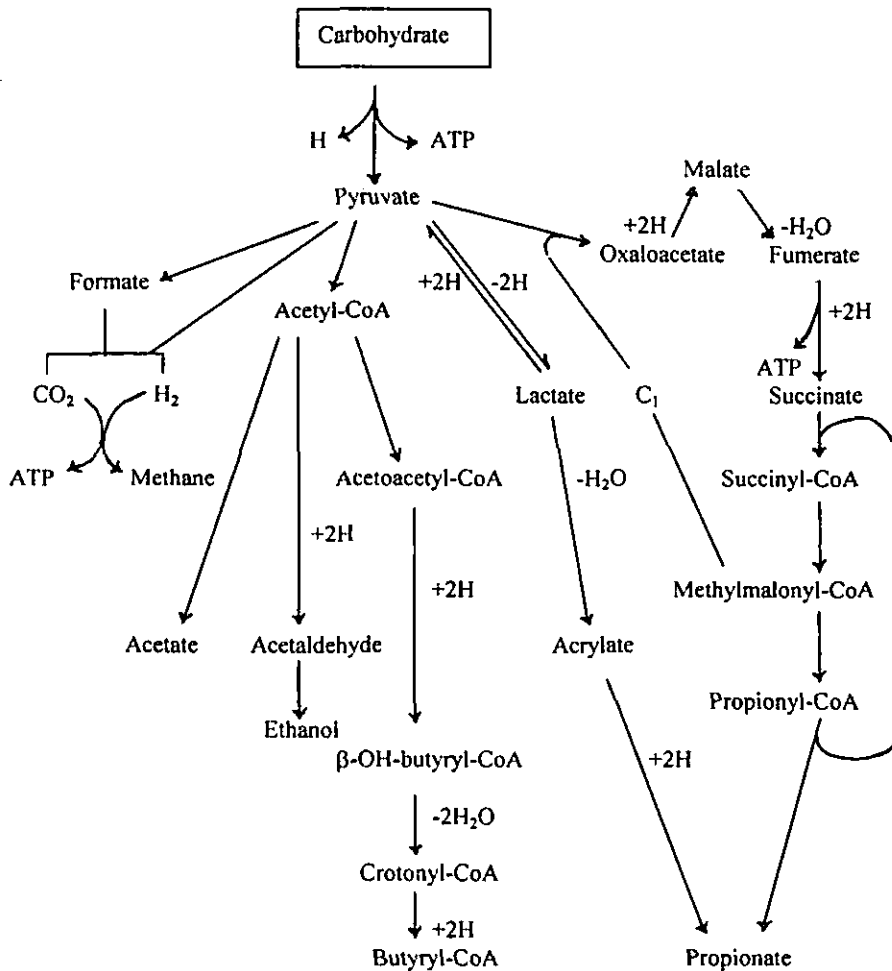 Carbohydrate
H
ATP
Malate
Pyruvate
+2H
-H₂O
Oxaloacetate
Fumerate
Formate
+2H
-2H
Acetyl-CoA
+2H
ATP
CO₂
H₂
Lactate
C₁
Succinate
ATP
Methane
Acetoacetyl-CoA
-H₂O
Succinyl-CoA
+2H
+2H
Methylmalonyl-CoA
Acetate
Acetaldehyde
Acrylate
Propionyl-CoA
Ethanol
β-OH-butyryl-CoA
+2H
-2H₂O
Crotonyl-CoA
+2H
Butyryl-CoA
Propionate